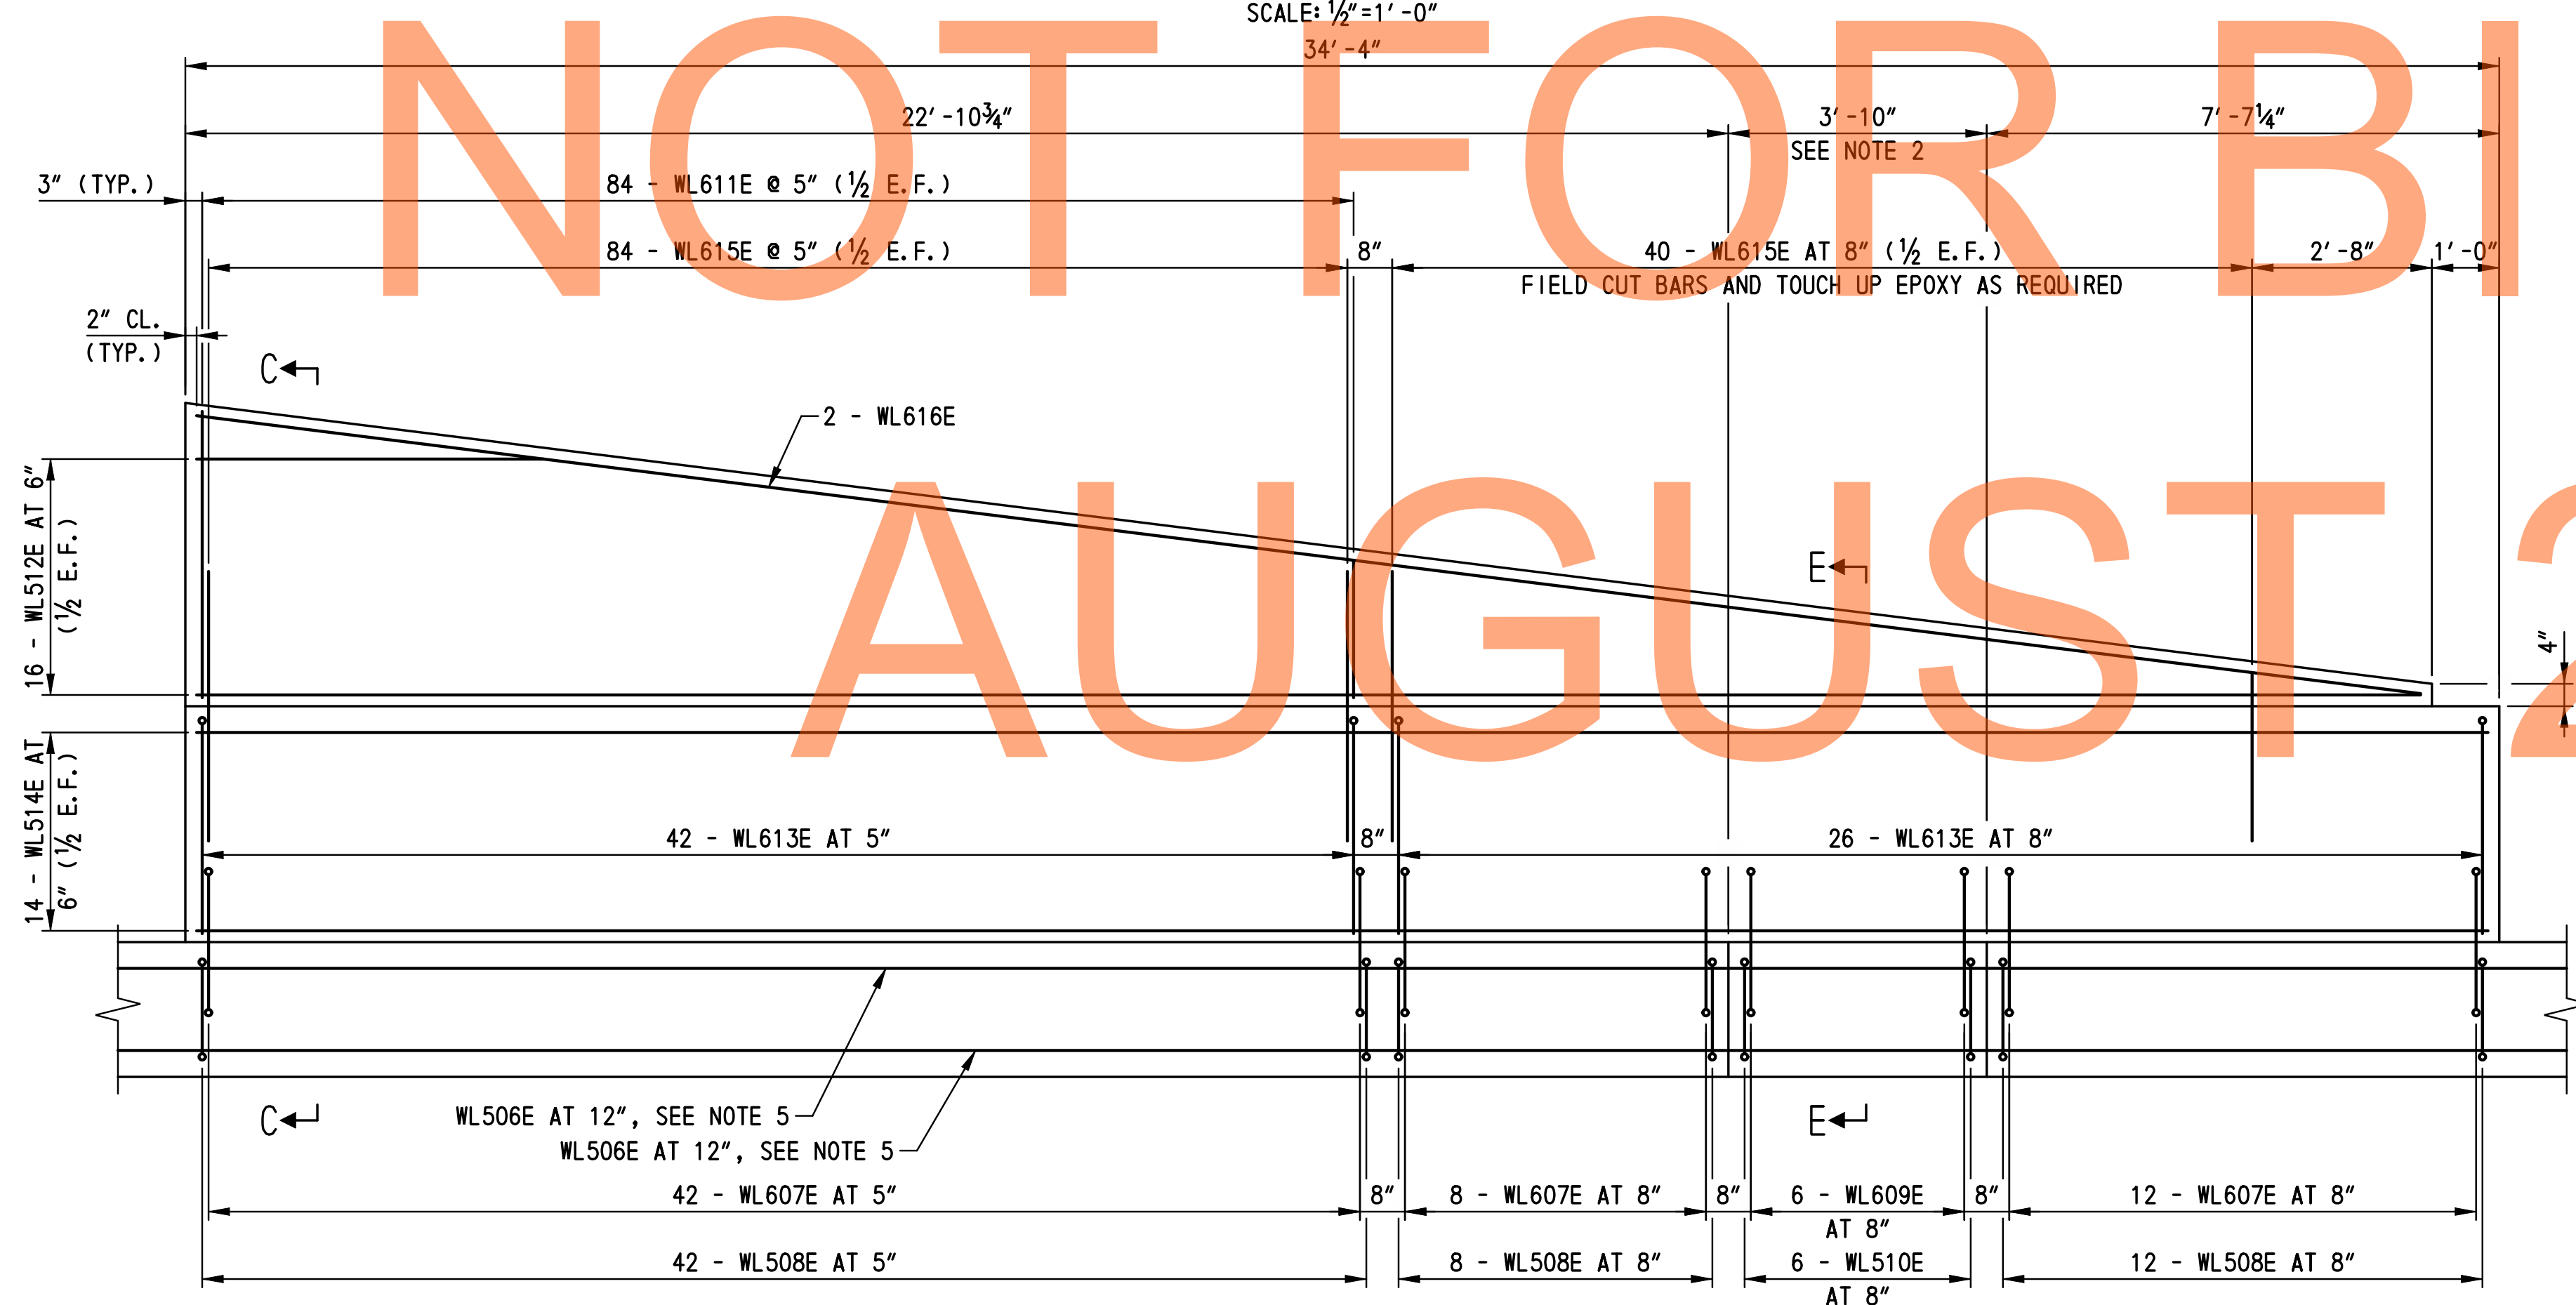 SCALE: ½"=1'-0"
34'-4"
22'-10¾"
3'-10"
7'-7¼"
SEE NOTE 2
3" (TYP.)
84 - WL611E @ 5" (½ E.F.)
84 - WL615E @ 5" (½ E.F.)
8"
40 - WL615E AT 8" (½ E.F.)
2'-8"
1'-0"
FIELD CUT BARS AND TOUCH UP EPOXY AS REQUIRED
2" CL.
(TYP.)
C
2 - WL616E
16 - WL512E AT 6"
(½ E.F.)
E
4"
14 - WL514E AT
6" (½ E.F.)
42 - WL613E AT 5"
8"
26 - WL613E AT 8"
C
WL506E AT 12", SEE NOTE 5
E
WL506E AT 12", SEE NOTE 5
42 - WL607E AT 5"
8"
8 - WL607E AT 8"
8"
6 - WL609E
AT 8"
8"
12 - WL607E AT 8"
42 - WL508E AT 5"
8 - WL508E AT 8"
6 - WL510E
AT 8"
12 - WL508E AT 8"
NOT FOR BI
AUGUST 2